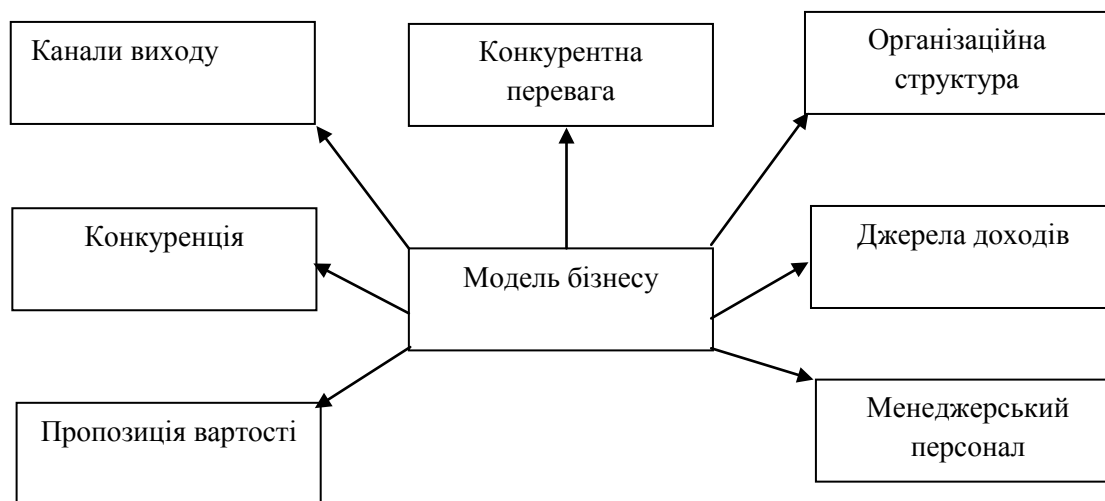 Канали виходу
Конкурентна
перевага
Організаційна
структура
Конкуренція
Модель бізнесу
Джерела доходів
Пропозиція вартості
Менеджерський
персонал